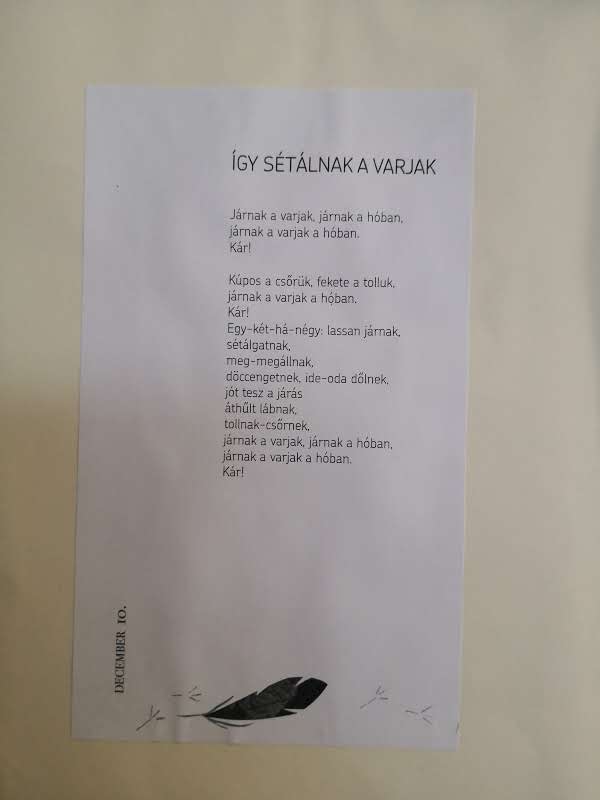 ÍGY SÉTÁLNAK A VARJAK
Járnak a varjak, járnak a hóban,
járnak a varjak a hóban.
Kár!
Kúpos a csőrük, fekete a tolluk,
járnak a varjak a hóban.
Kár!
Egy-két-há-négy: lassan járnak,
sétálgatnak,
meg-megállnak,
döccengetnek, ide-oda dőlnek,
jót tesz a járás
áthűlt lábnak,
tollnak-csőrnek,
járnak a varjak, járnak a hóban,
járnak a varjak a hóban.
Kár!
DECEMBER 10.